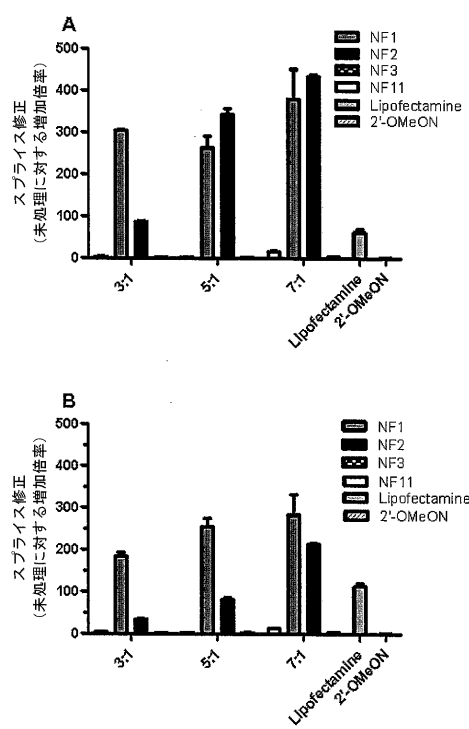 A
スプライス修正
(未処理に対する増加倍率)
500
400
300
200
100
0
3:1
5:1
7:1
Lipofectamine
2'-OMeON
NF1
NF2
NF3
NF11
Lipofectamine
2'-OMeON
B
スプライス修正
(未処理に対する増加倍率)
500
400
300
200
100
0
3:1
5:1
7:1
Lipofectamine
2'-OMeON
NF1
NF2
NF3
NF11
Lipofectamine
2'-OMeON